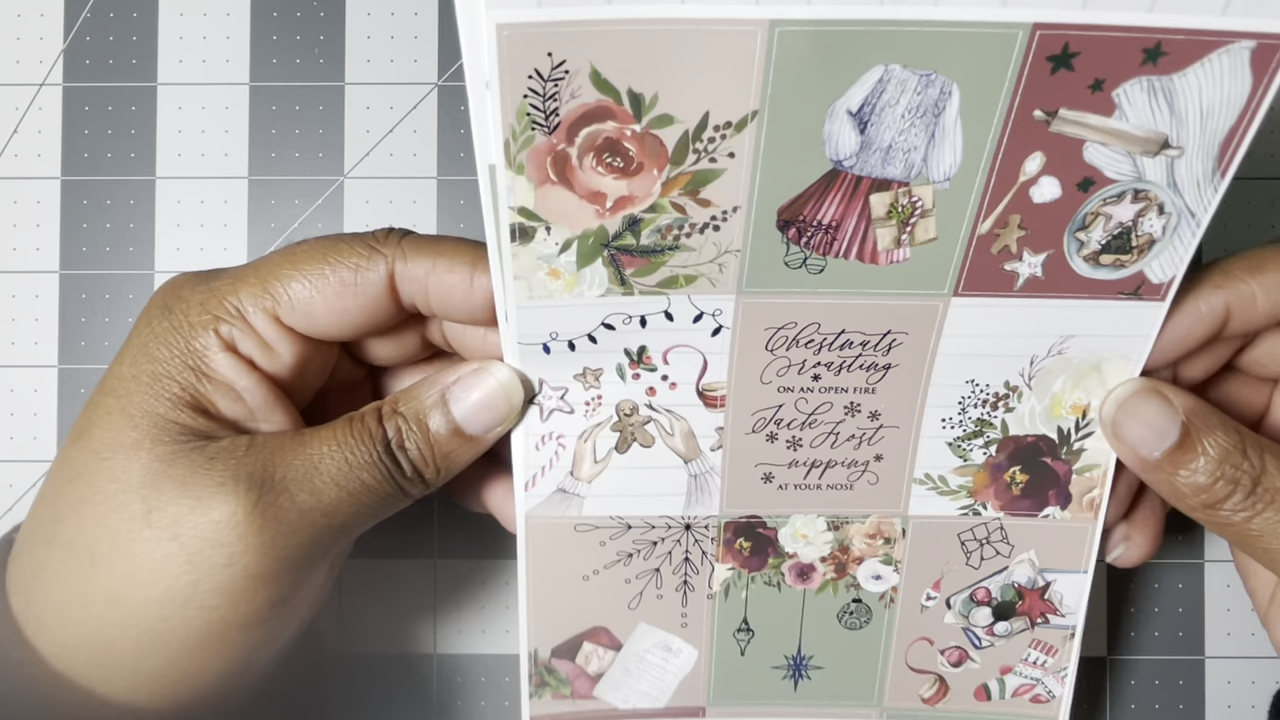 Chestnuts
roasting
ON AN OPEN FIRE
Jack Frost
nipping
AT YOUR NOSE